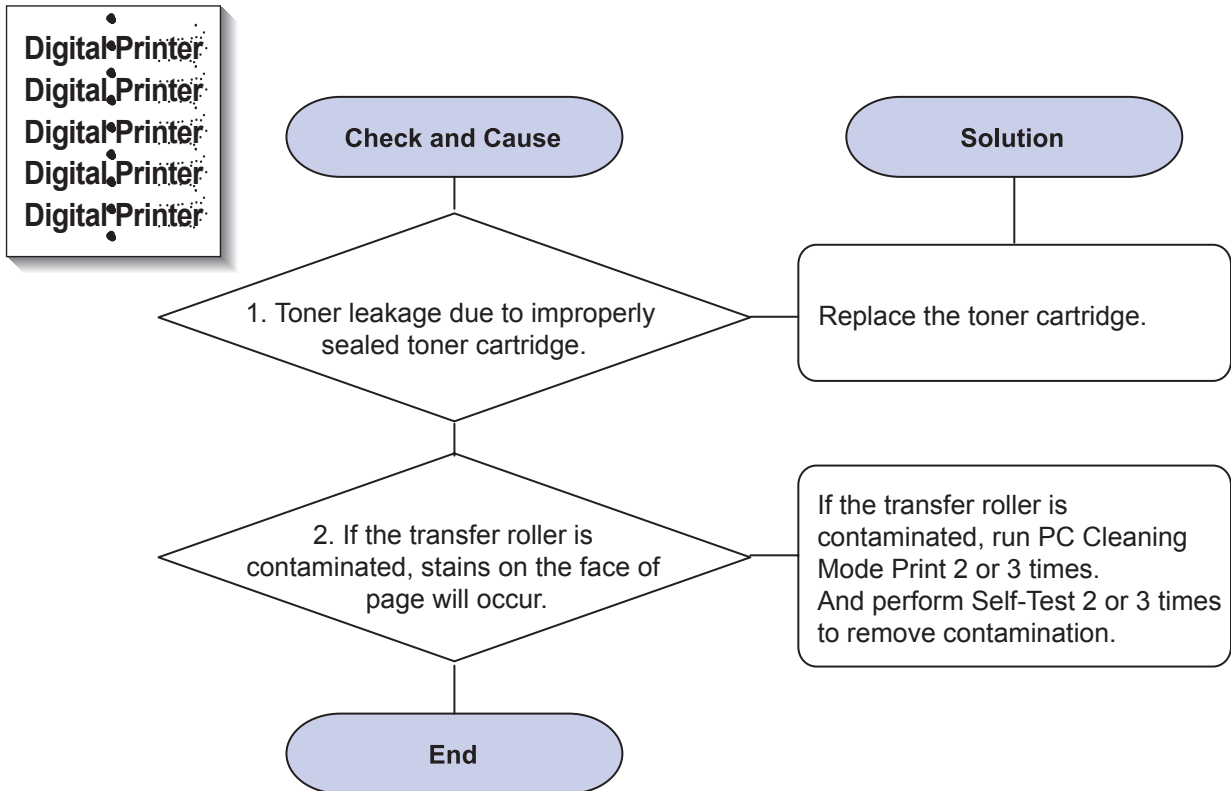 Digital Printer
Digital Printer
Digital Printer
Digital Printer
Digital Printer
Check and Cause
Solution
1. Toner leakage due to improperly
sealed toner cartridge.
Replace the toner cartridge.
2. If the transfer roller is
contaminated, stains on the face of
page will occur.
If the transfer roller is
contaminated, run PC Cleaning
Mode Print 2 or 3 times.
And perform Self-Test 2 or 3 times
to remove contamination.
End